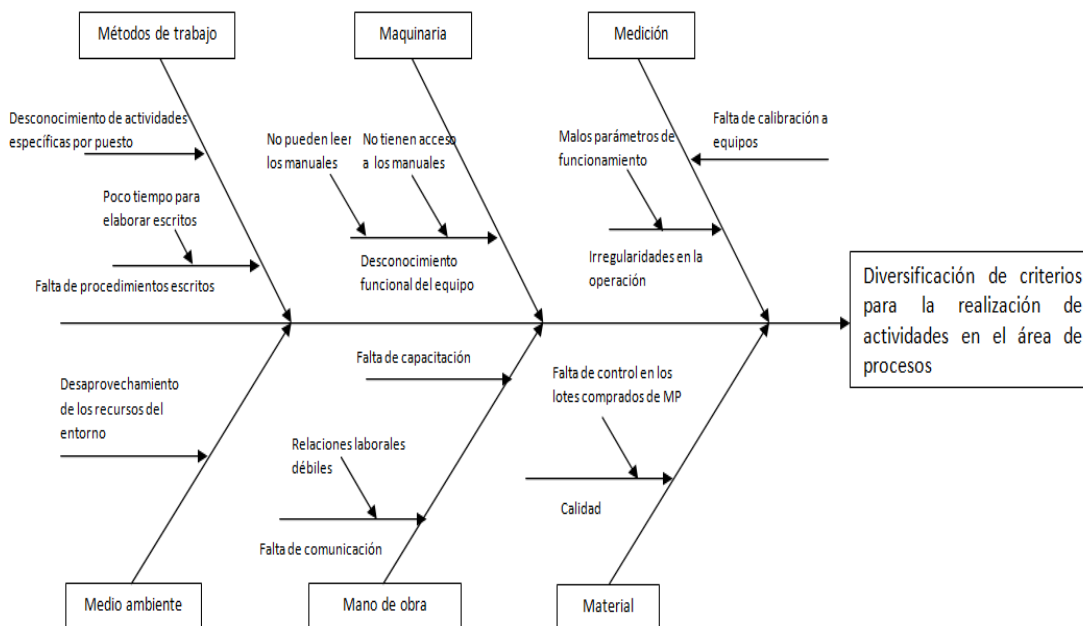 Métodos de trabajo
Maquinaria
Medición
Desconocimiento de actividades
específicas por puesto
Poco tiempo para
elaborar escritos
Falta de procedimientos escritos
No pueden leer
los manuales
No tienen acceso
a los manuales
Desconocimiento
funcional del equipo
Malos parámetros de
funcionamiento
Falta de calibración a
equipos
Irregularidades en la
operación
Diversificación de criterios
para la realización de
actividades en el área de
procesos
Desaprovechamiento
de los recursos del
entorno
Falta de capacitación
Relaciones laborales
débiles
Falta de comunicación
Falta de control en los
lotes comprados de MP
Calidad
Medio ambiente
Mano de obra
Material